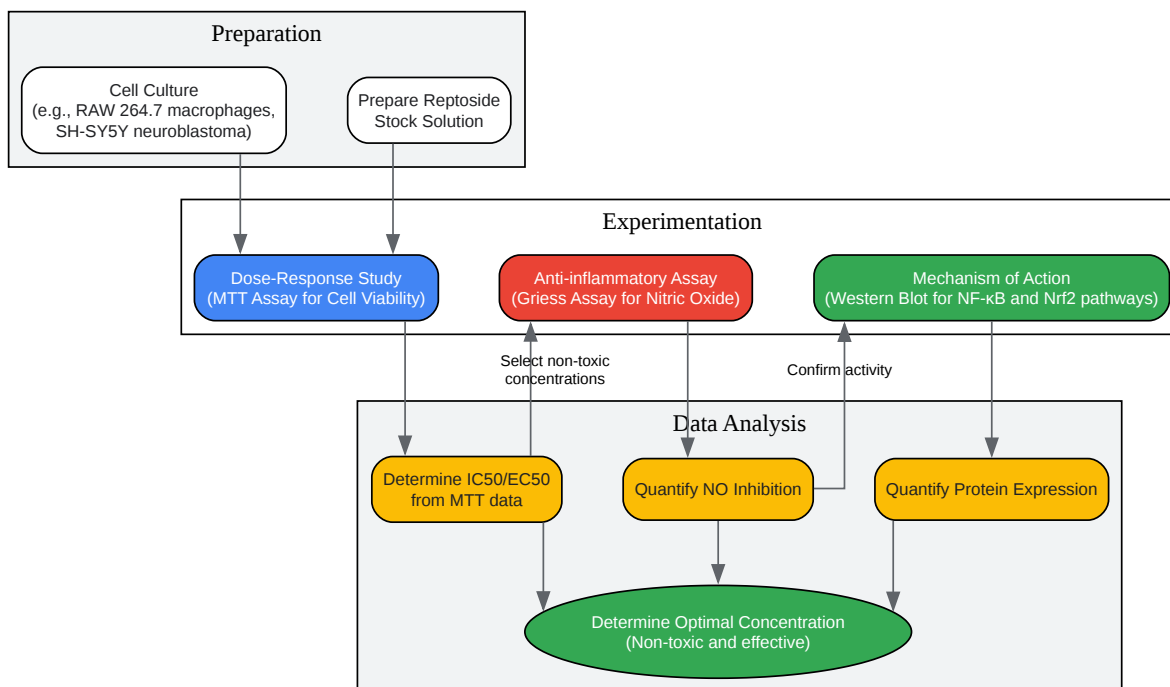 Preparation
Cell Culture
(e.g., RAW 264.7 macrophages,
SH-SY5Y neuroblastoma)
Prepare Reptoside
Stock Solution
Experimentation
Dose-Response Study
(MTT Assay for Cell Viability)
Anti-inflammatory Assay
(Griess Assay for Nitric Oxide)
Mechanism of Action
(Western Blot for NF-κB and Nrf2 pathways)
Select non-toxic
concentrations
Confirm activity
Data Analysis
Determine IC50/EC50
from MTT data
Quantify NO Inhibition
Quantify Protein Expression
Determine Optimal Concentration
(Non-toxic and effective)